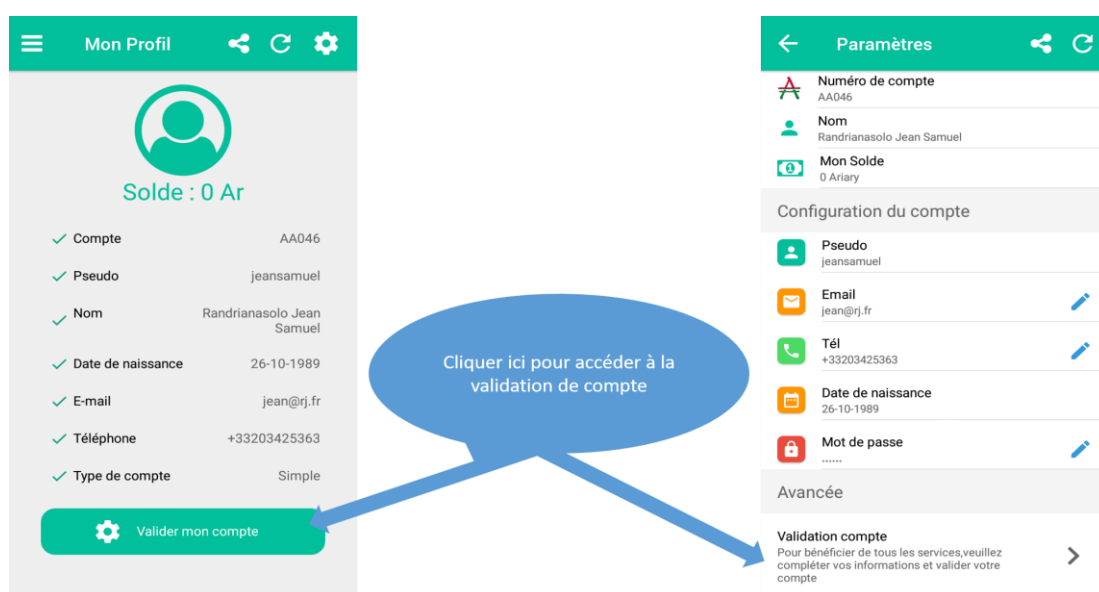 Mon Profil
Solde : 0 Ar
Compte AA046
Pseudo jeansamuel
Nom Randrianasolo Jean
Samuel
Date de naissance 26-10-1989
E-mail jean@rj.fr
Téléphone +33203425363
Type de compte Simple
Valider mon compte
Cliquer ici pour accéder à la
validation de compte
Paramètres
Numéro de compte
AA046
Nom
Randrianasolo Jean Samuel
Mon Solde
0 Ariary
Configuration du compte
Pseudo
jeansamuel
Email
jean@rj.fr
Tél
+33203425363
Date de naissance
26-10-1989
Mot de passe
......
Avancée
Validation compte
Pour bénéficier de tous les services,veuillez
compléter vos informations et valider votre
compte